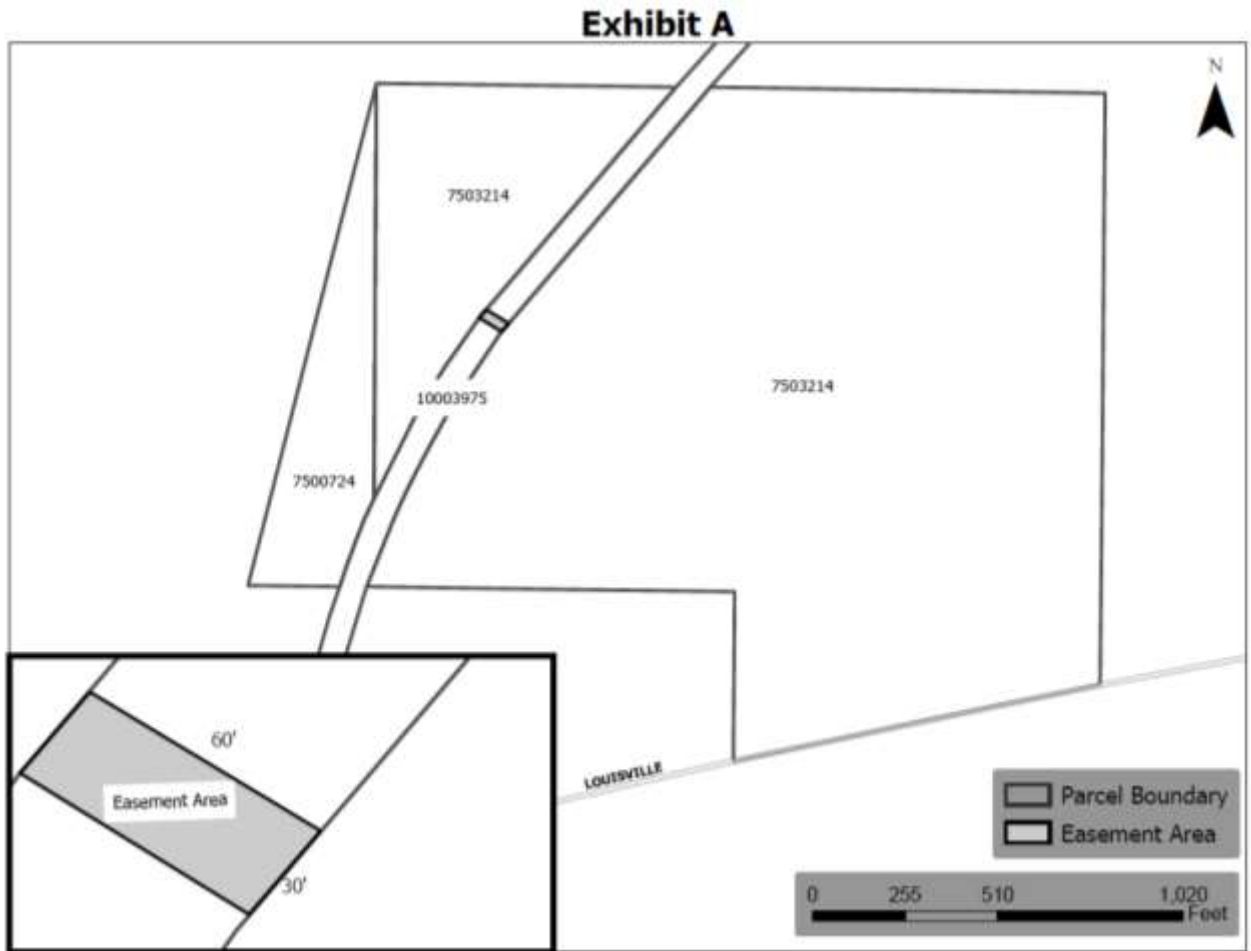 Exhibit A
N
7503214
7503214
10003975
7500724
60'
Easement Area
30'
LOUISVILLE
Parcel Boundary
Easement Area
0 255 510 1,020
Feet